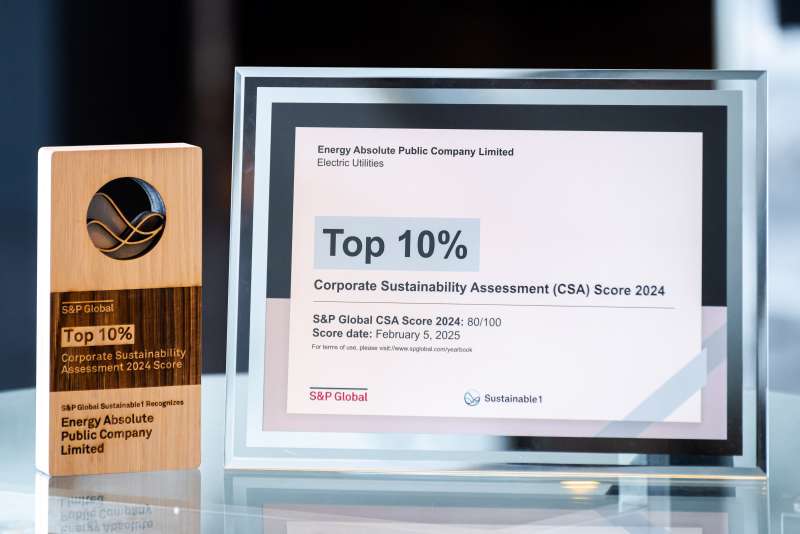 S&P Global
Top 10%
Corporate Sustainability
Assessment 2024 Score
S&P Global Sustainable1 Recognizes
Energy Absolute
Public Company
Limited
Energy Absolute Public Company Limited
Electric Utilities
Top 10%
Corporate Sustainability Assessment (CSA) Score 2024
S&P Global CSA Score 2024: 80/100
Score date: February 5, 2025
For terms of use, please visit://www.spglobal.com/yearbook
S&P Global
Sustainable1